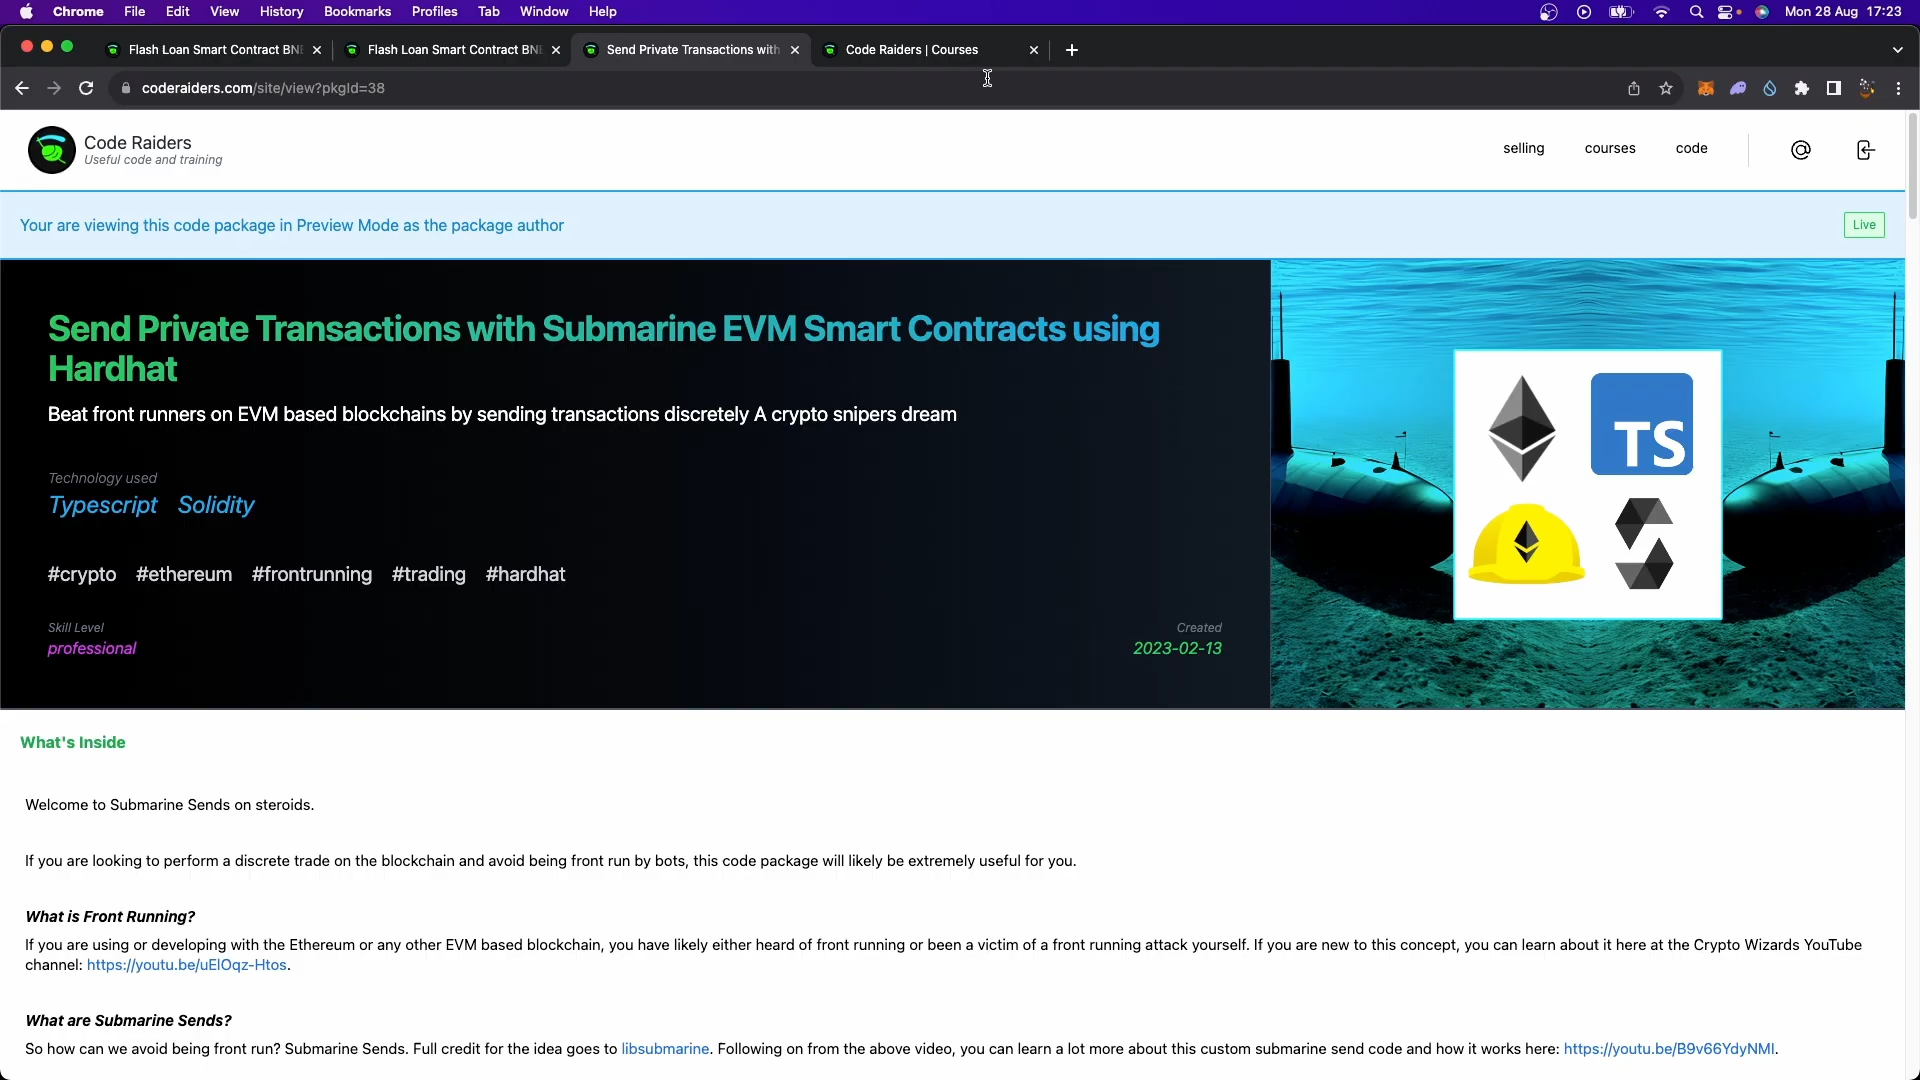 Chrome File Edit View History Bookmarks Profiles Tab Window Help Mon 28 Aug 17:23
Flash Loan Smart Contract BNB
Flash Loan Smart Contract BNB
Send Private Transactions with
Code Raiders | Courses
coderaiders.com/site/view?pkgId=38
Code Raiders
Useful code and training
selling courses code
Your are viewing this code package in Preview Mode as the package author
Live
Send Private Transactions with Submarine EVM Smart Contracts using
Hardhat
Beat front runners on EVM based blockchains by sending transactions discretely A crypto snipers dream
Technology used
Typescript Solidity
#crypto #ethereum #frontrunning #trading #hardhat
Skill Level
professional
Created
2023-02-13
TS
What's Inside
Welcome to Submarine Sends on steroids.
If you are looking to perform a discrete trade on the blockchain and avoid being front run by bots, this code package will likely be extremely useful for you.
What is Front Running?
If you are using or developing with the Ethereum or any other EVM based blockchain, you have likely either heard of front running or been a victim of a front running attack yourself. If you are new to this concept, you can learn about it here at the Crypto Wizards YouTube
channel: https://youtu.be/uElOqz-Htos.
What are Submarine Sends?
So how can we avoid being front run? Submarine Sends. Full credit for the idea goes to libsubmarine. Following on from the above video, you can learn a lot more about this custom submarine send code and how it works here: https://youtu.be/B9v66YdyNMI.